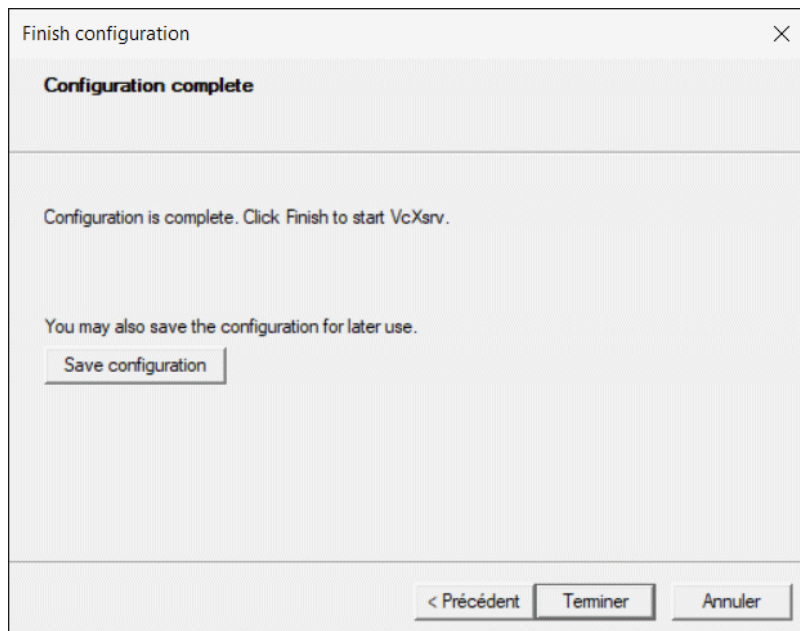 Finish configuration
Configuration complete
Configuration is complete. Click Finish to start VcXsrv.
You may also save the configuration for later use.
Save configuration
< Précédent
Terminer
Annuler